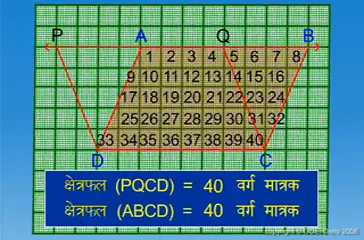 P A Q B
1 2 3 4 5 6 7 8
9 10 11 12 13 14 15 16
17 18 19 20 21 22 23 24
25 26 27 28 29 30 31 32
33 34 35 36 37 38 39 40
D C
क्षेत्रफल (PQCD) = 40 वर्ग मात्रक
क्षेत्रफल (ABCD) = 40 वर्ग मात्रक